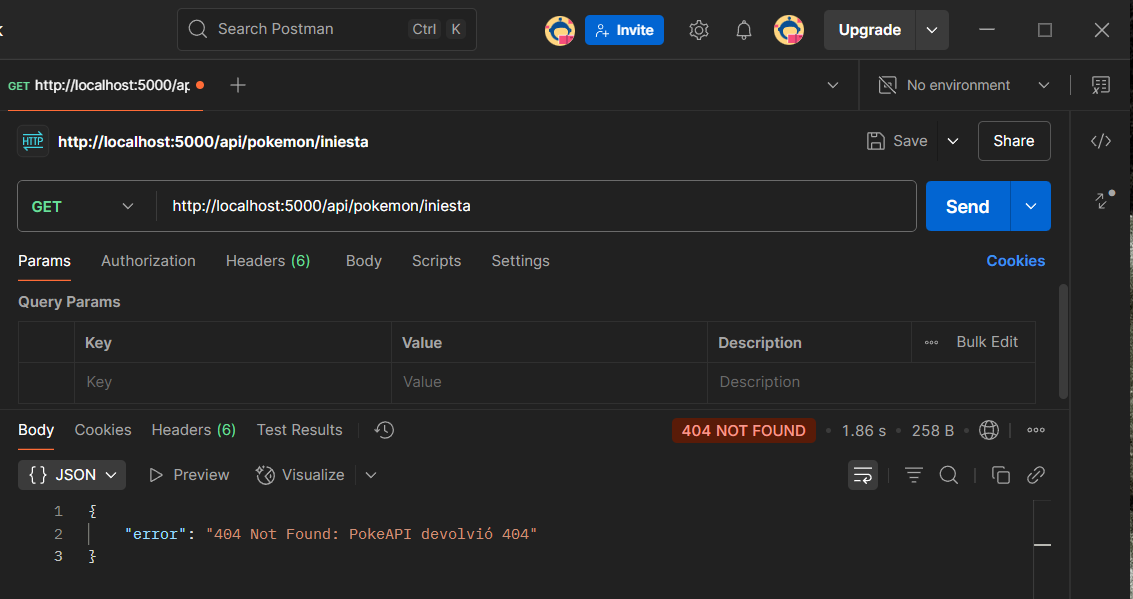 Search Postman Ctrl K Invite Upgrade
GET http://localhost:5000/ap No environment
HTTP http://localhost:5000/api/pokemon/iniesta Save Share
GET http://localhost:5000/api/pokemon/iniesta Send
Params Authorization Headers (6) Body Scripts Settings Cookies
Query Params
Key Value Description Bulk Edit
Key Value Description
Body Cookies Headers (6) Test Results 404 NOT FOUND • 1.86 s • 258 B
{} JSON Preview Visualize
1 {
2 "error": "404 Not Found: PokeAPI devolvió 404"
3 }